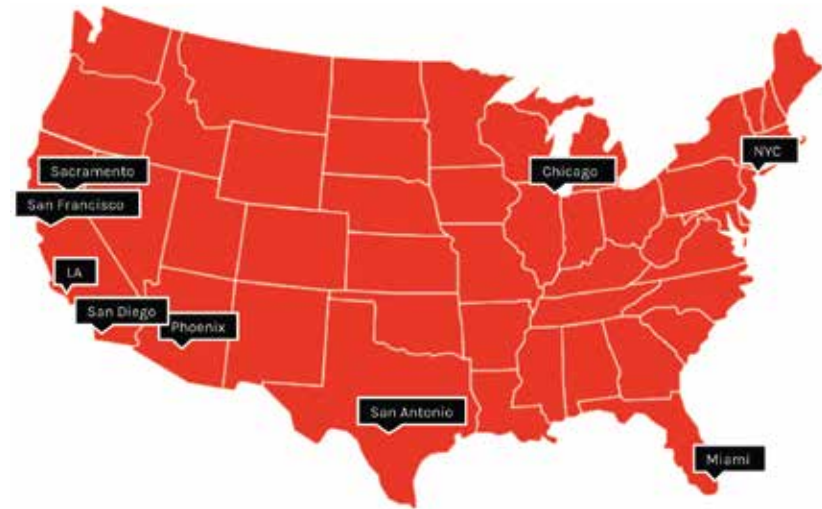 NYC
Sacramento
Chicago
San Francisco
LA
San Diego
Phoenix
San Antonio
Miami